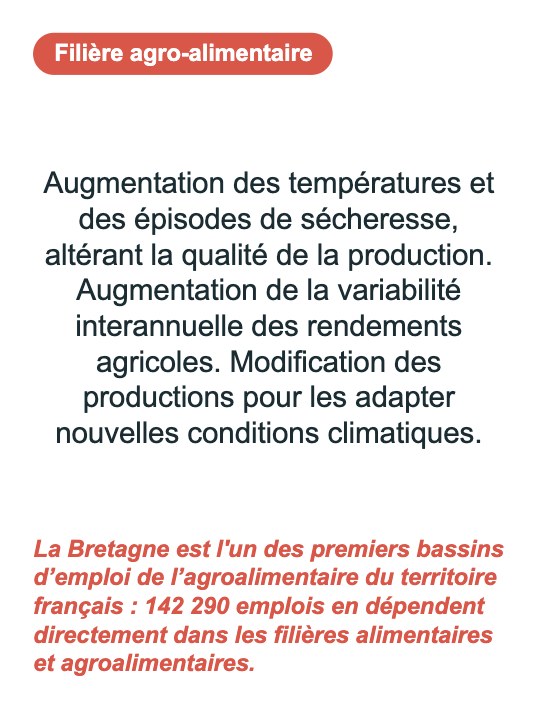 Filière agro-alimentaire
Augmentation des températures et
des épisodes de sécheresse,
altérant la qualité de la production.
Augmentation de la variabilité
interannuelle des rendements
agricoles. Modification des
productions pour les adapter
nouvelles conditions climatiques.
La Bretagne est l'un des premiers bassins
d’emploi de l’agroalimentaire du territoire
français : 142 290 emplois en dépendent
directement dans les filières alimentaires
et agroalimentaires.